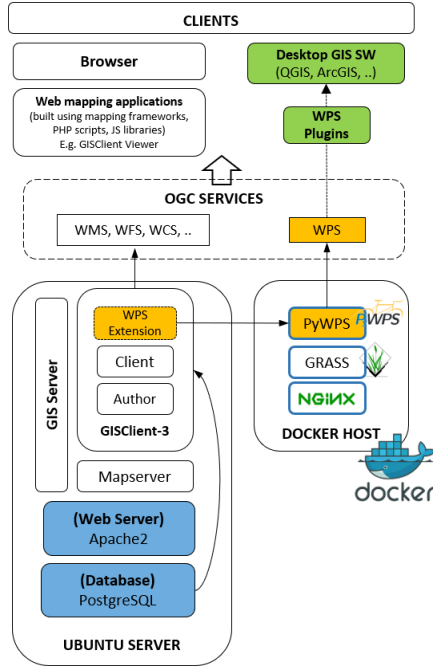 CLIENTS
Browser
Desktop GIS SW
(QGIS, ArcGIS, ..)
Web mapping applications
(built using mapping frameworks,
PHP scripts, JS libraries)
E.g. GISClient Viewer
WPS
Plugins
OGC SERVICES
WMS, WFS, WCS, ..
WPS
GIS Server
WPS
Extension
Client
Author
GISClient-3
Mapserver
(Web Server)
Apache2
(Database)
PostgreSQL
UBUNTU SERVER
PyWPS
PyWPS
GRASS
NGINX
DOCKER HOST
docker